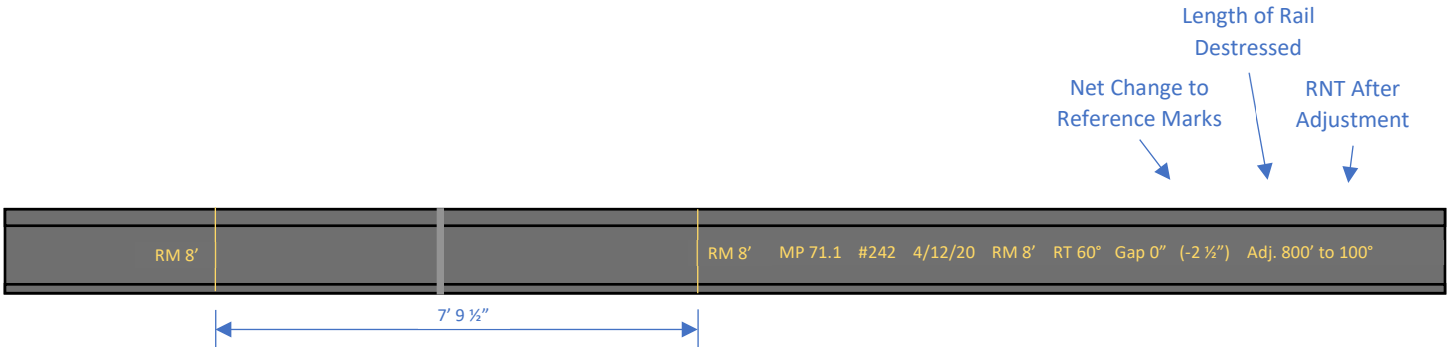 Length of Rail
Destressed
Net Change to
Reference Marks
RNT After
Adjustment
RM 8’
RM 8’ MP 71.1 #242 4/12/20 RM 8’ RT 60° Gap 0” (-2 ½”) Adj. 800’ to 100°
7’ 9 ½”